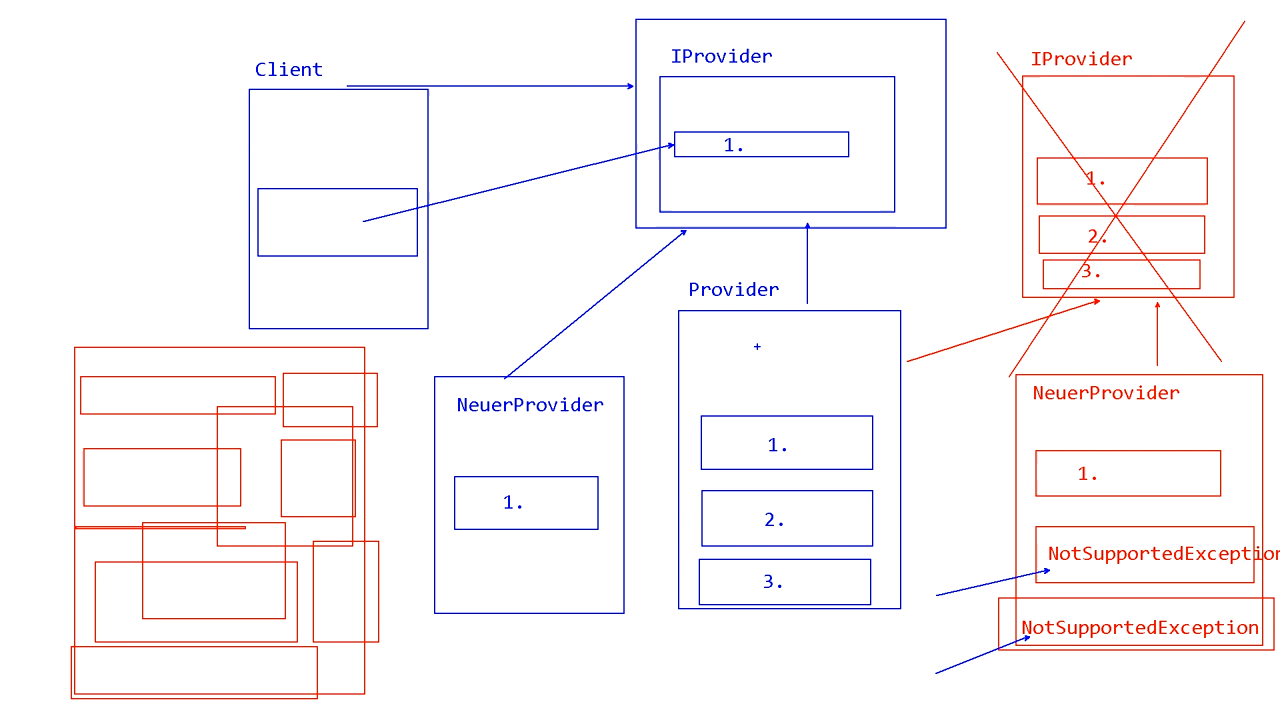 Client
IProvider
1.
IProvider
1.
2.
3.
Provider
+
1.
2.
3.
NeuerProvider
1.
NeuerProvider
1.
NotSupportedException
NotSupportedException